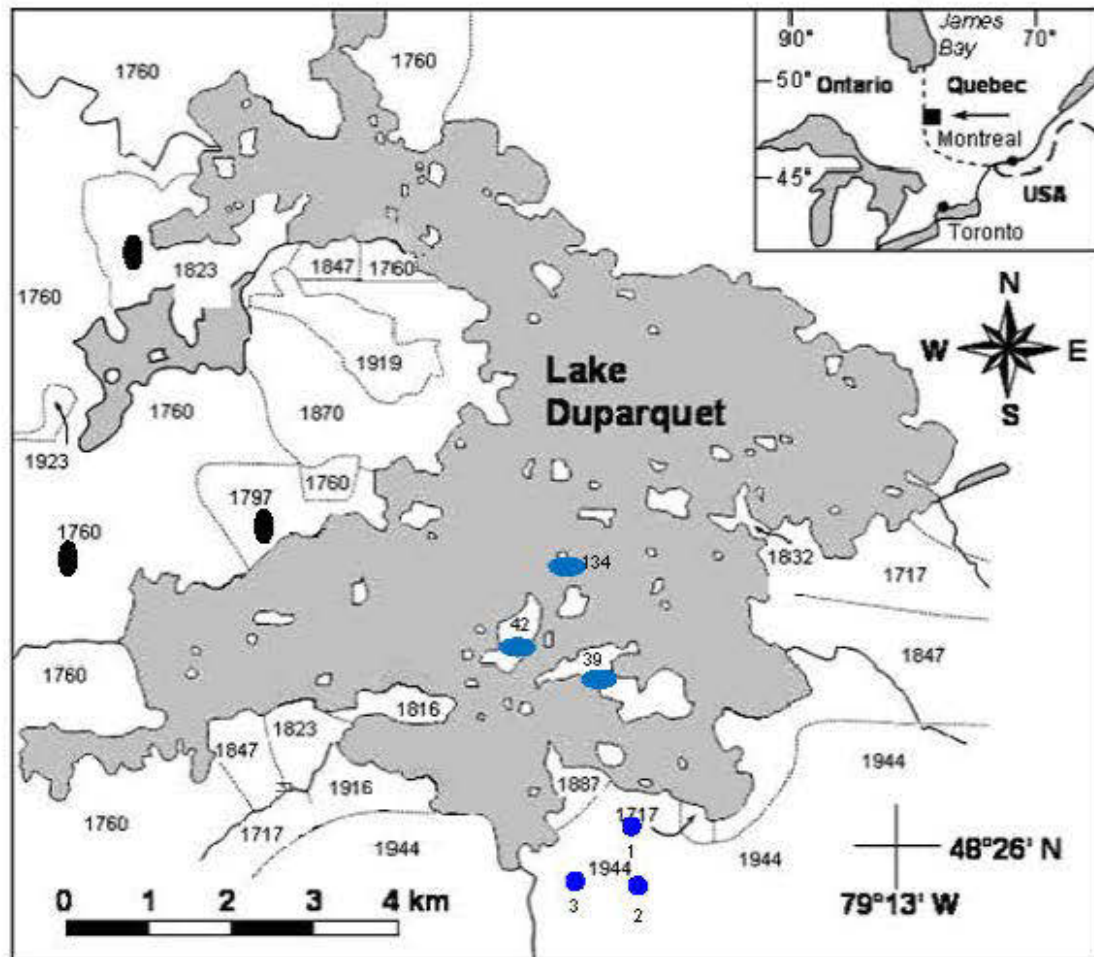 1760
1760
90°
James
Bay
70°
50°
Ontario
Quebec
Montreal
45°
USA
Toronto
1823
1847
1760
1760
N
W
E
S
1919
Lake
Duparquet
1760
1870
1923
1797
1760
1760
134
1832
1717
42
39
1847
1760
1816
1823
1847
1944
1887
1916
1717
1760
1717
1944
1944
1944
1
3
2
48°26' N
79°13' W
0 1 2 3 4 km